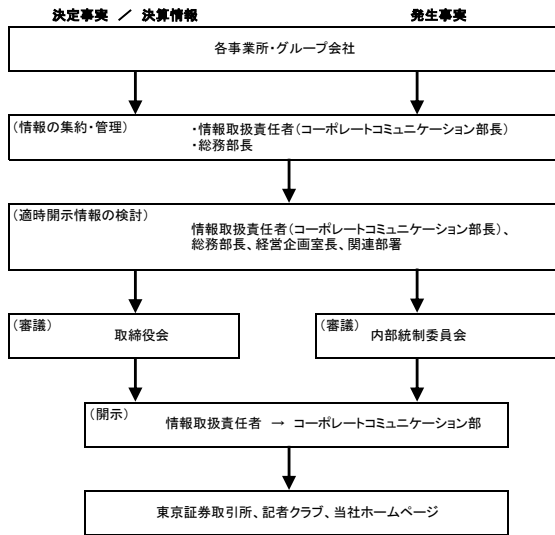 決定事実 ／ 決算情報
発生事実
各事業所・グループ会社
（情報の集約・管理）
・情報取扱責任者（コーポレートコミュニケーション部長）
・総務部長
（適時開示情報の検討）
情報取扱責任者（コーポレートコミュニケーション部長）、
総務部長、経営企画室長、関連部署
（審議）
取締役会
（審議）
内部統制委員会
（開示）
情報取扱責任者 → コーポレートコミュニケーション部
東京証券取引所、記者クラブ、当社ホームページ